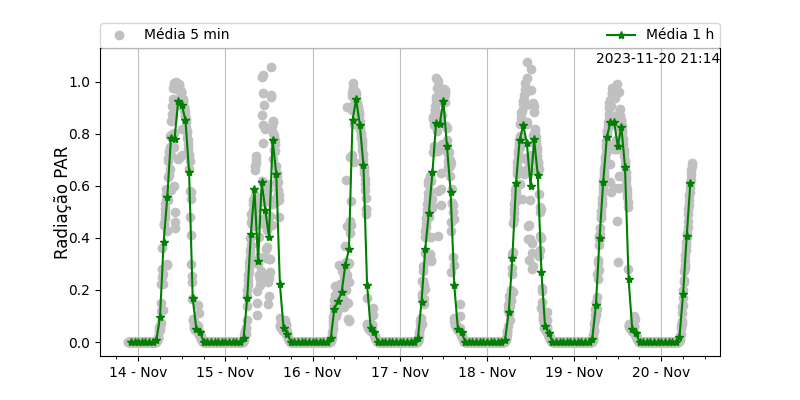 Média 5 min
Média 1 h
2023-11-20 21:14
Radiação PAR
1.0
0.8
0.6
0.4
0.2
0.0
14 - Nov
15 - Nov
16 - Nov
17 - Nov
18 - Nov
19 - Nov
20 - Nov